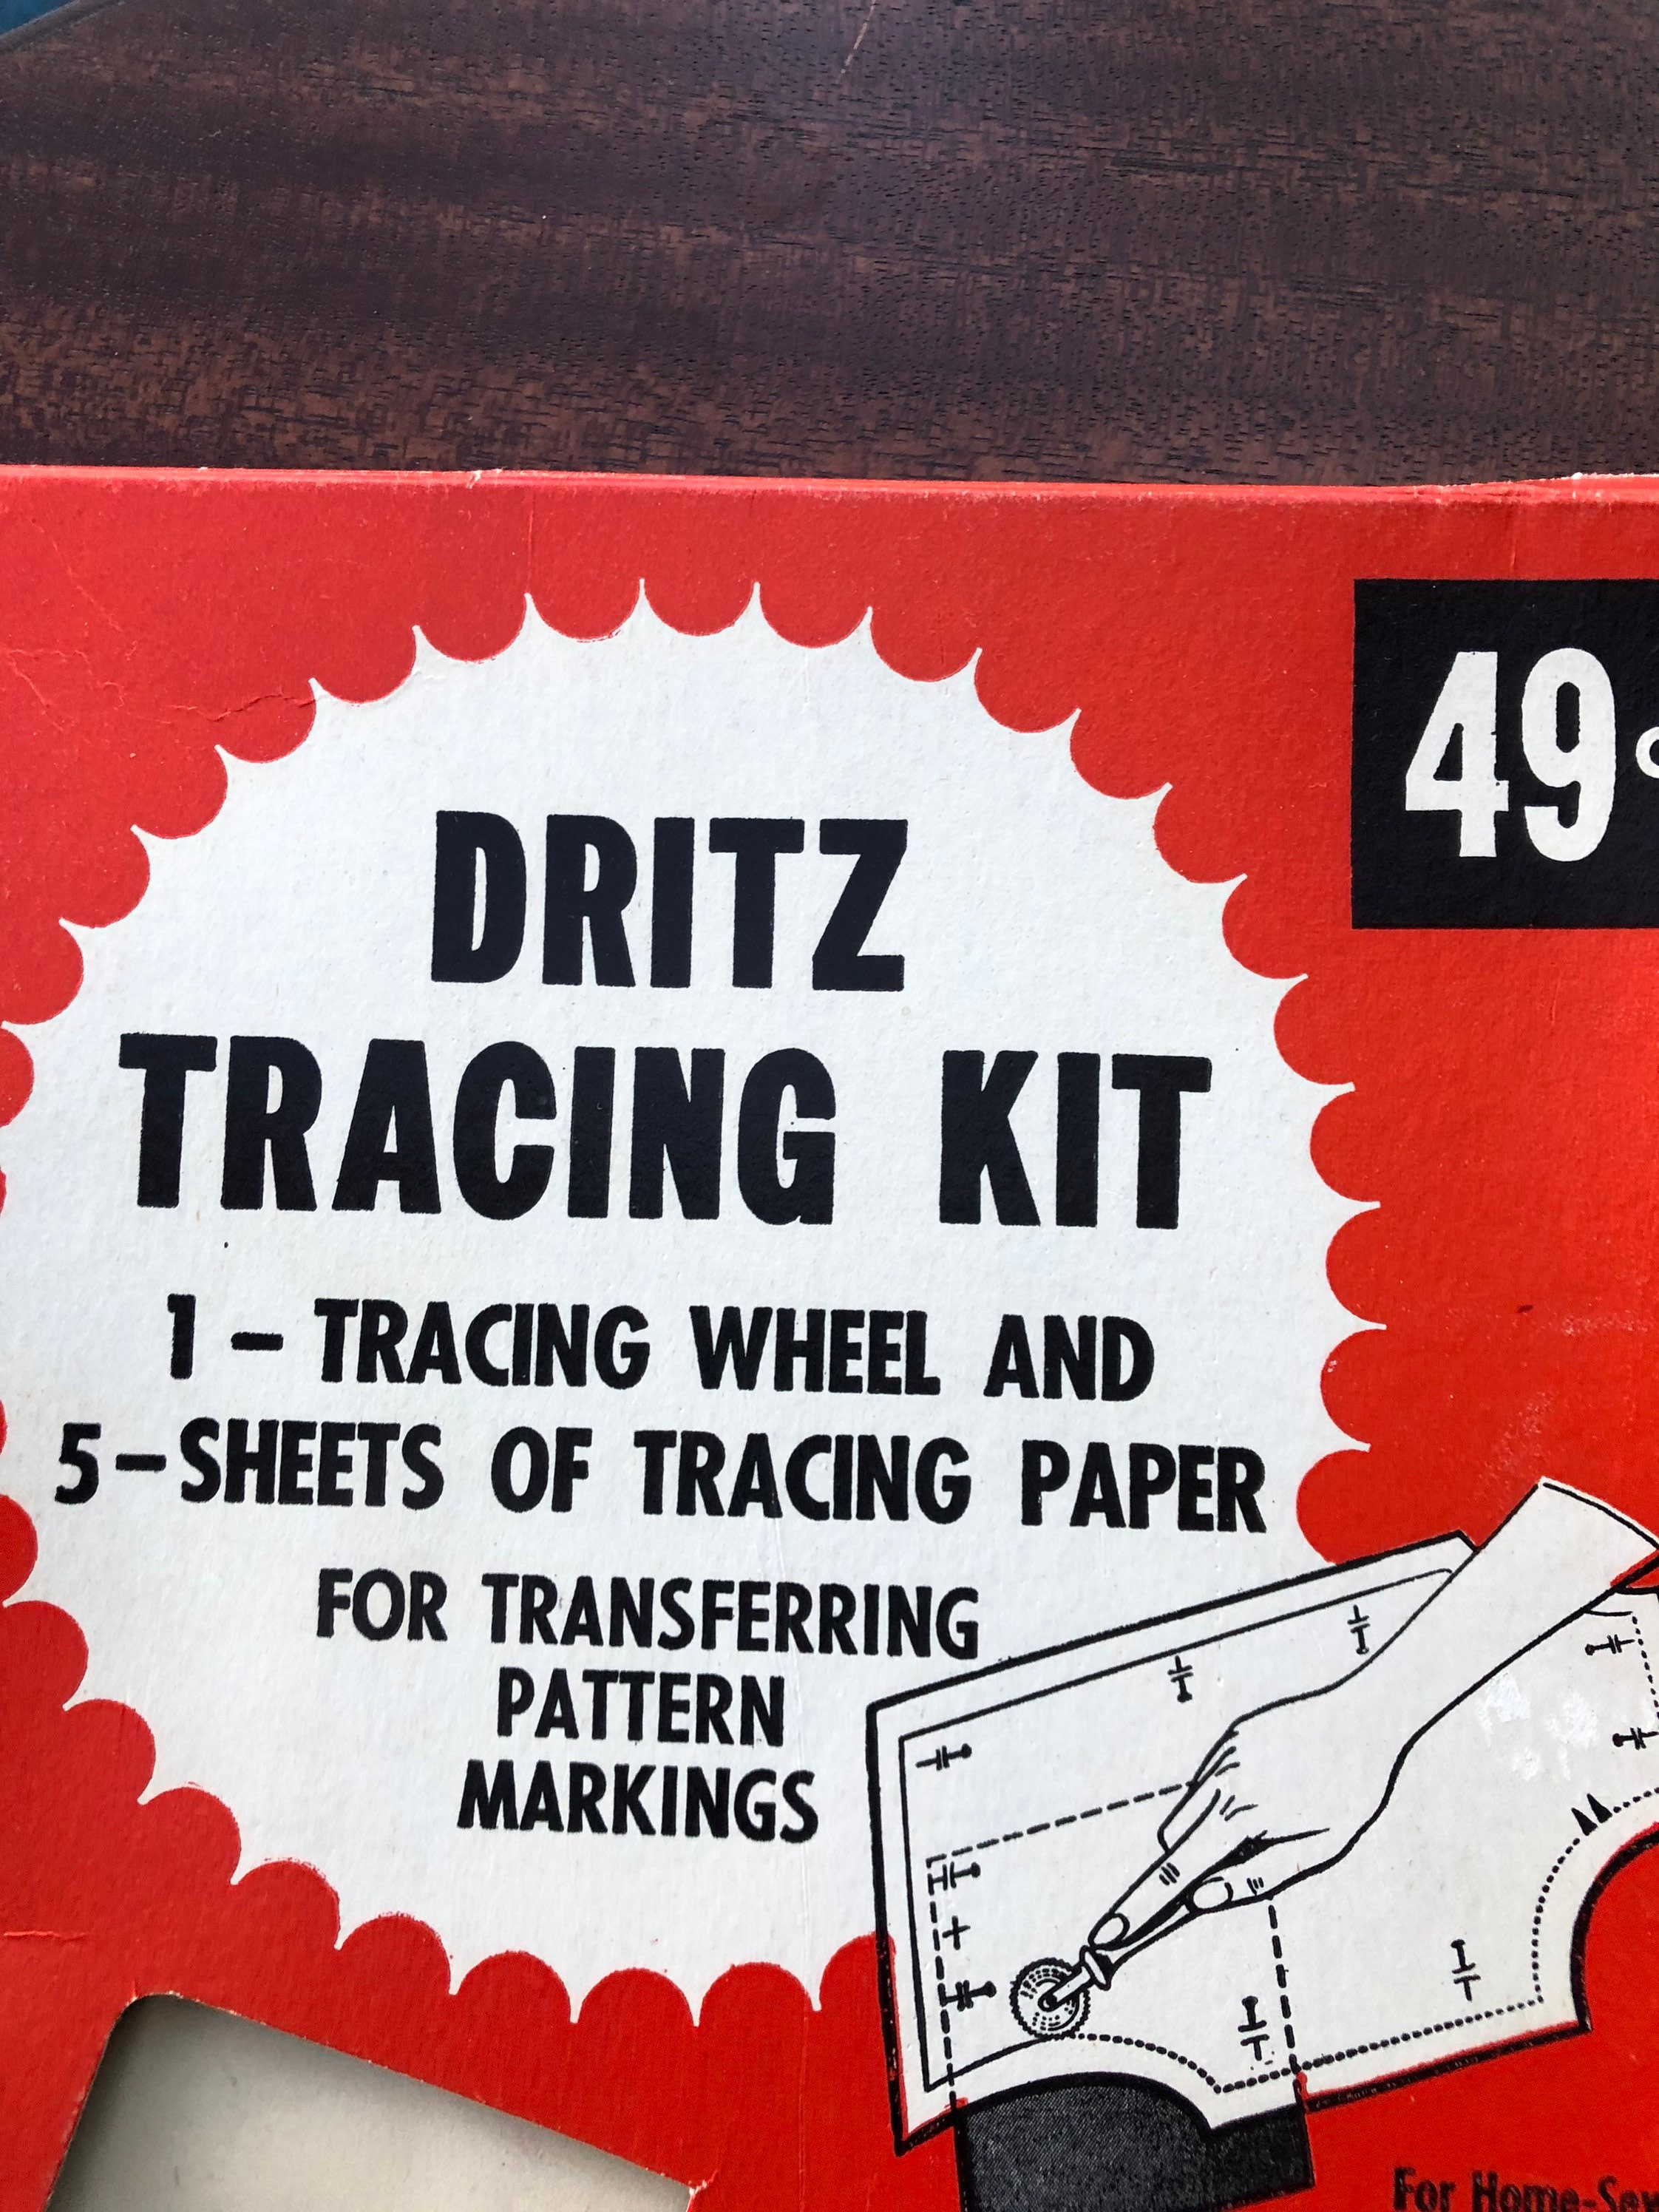 49¢
DRITZ
TRACING KIT
1 - TRACING WHEEL AND
5-SHEETS OF TRACING PAPER
FOR TRANSFERRING
PATTERN
MARKINGS
For Home-Sew